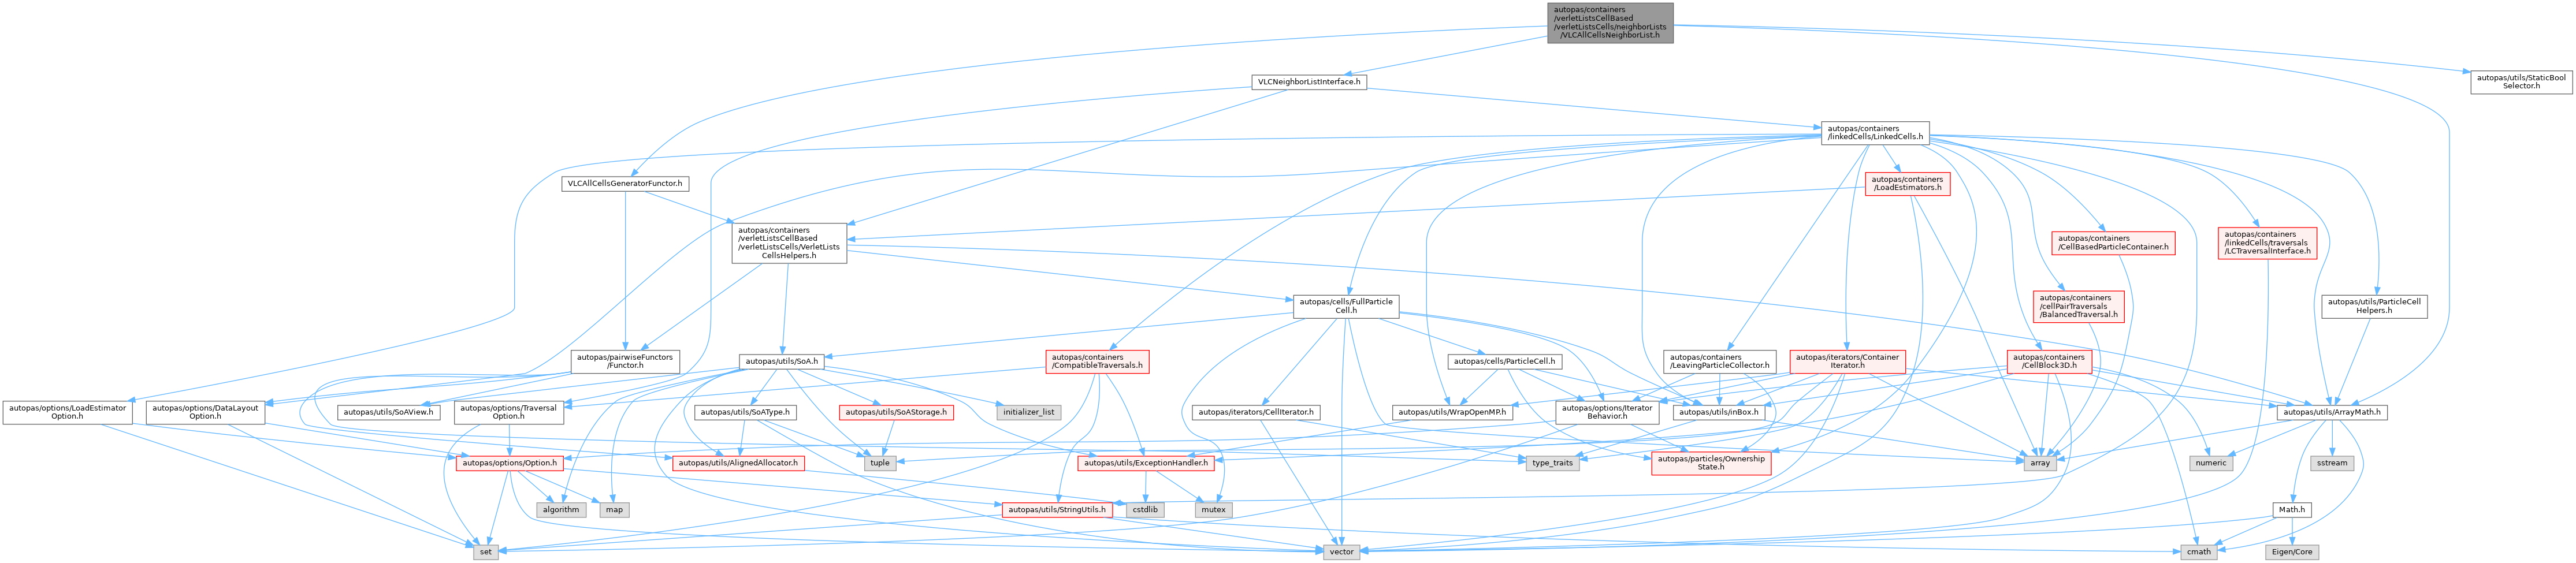 autopas/containers
/verletListsCellBased
/verletListsCells/neighborLists
/VLCAllCellsNeighborList.h
VLCNeighborListInterface.h
autopas/utils/StaticBool
Selector.h
autopas/containers
/linkedCells/LinkedCells.h
VLCAllCellsGeneratorFunctor.h
autopas/containers
/LoadEstimators.h
autopas/containers
/verletListsCellBased
/verletListsCells/VerletLists
CellsHelpers.h
autopas/containers
/CellBasedParticleContainer.h
autopas/containers
/linkedCells/traversals
/LCTraversalInterface.h
autopas/cells/FullParticle
Cell.h
autopas/containers
/cellPairTraversals
/BalancedTraversal.h
autopas/utils/ParticleCell
Helpers.h
autopas/pairwiseFunctors
/Functor.h
autopas/utils/SoA.h
autopas/containers
/CompatibleTraversals.h
autopas/cells/ParticleCell.h
autopas/containers
/LeavingParticleCollector.h
autopas/iterators/Container
Iterator.h
autopas/containers
/CellBlock3D.h
autopas/options/LoadEstimator
Option.h
autopas/options/DataLayout
Option.h
autopas/utils/SoAView.h
autopas/options/Traversal
Option.h
autopas/utils/SoAType.h
autopas/utils/SoAStorage.h
initializer_list
autopas/iterators/CellIterator.h
autopas/utils/WrapOpenMP.h
autopas/options/Iterator
Behavior.h
autopas/utils/inBox.h
autopas/utils/ArrayMath.h
autopas/options/Option.h
autopas/utils/AlignedAllocator.h
tuple
autopas/utils/ExceptionHandler.h
type_traits
autopas/particles/Ownership
State.h
array
numeric
sstream
algorithm
map
autopas/utils/StringUtils.h
cstdlib
mutex
Math.h
set
vector
cmath
Eigen/Core